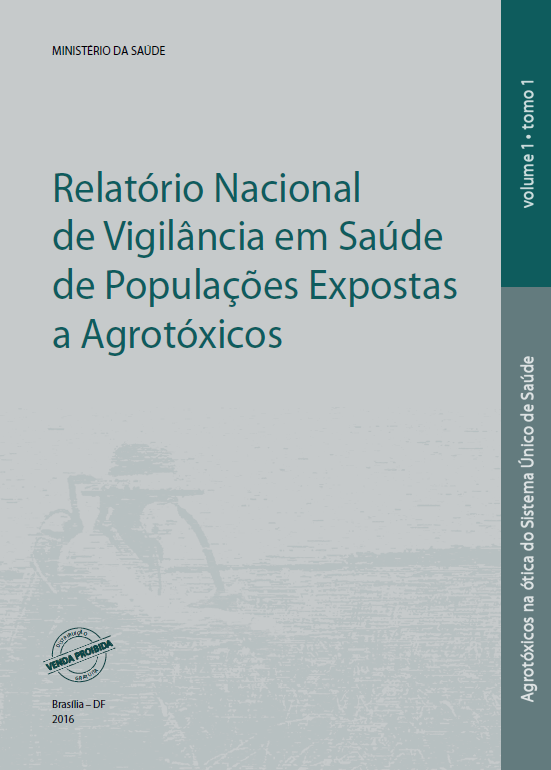 MINISTÉRIO DA SAÚDE
volume 1 • tomo 1
Relatório Nacional
de Vigilância em Saúde
de Populações Expostas
a Agrotóxicos
Agrotóxicos na ótica do Sistema Único de Saúde
DISTRIBUIÇÃO
VENDA PROIBIDA
GRATUITA
Brasília – DF
2016